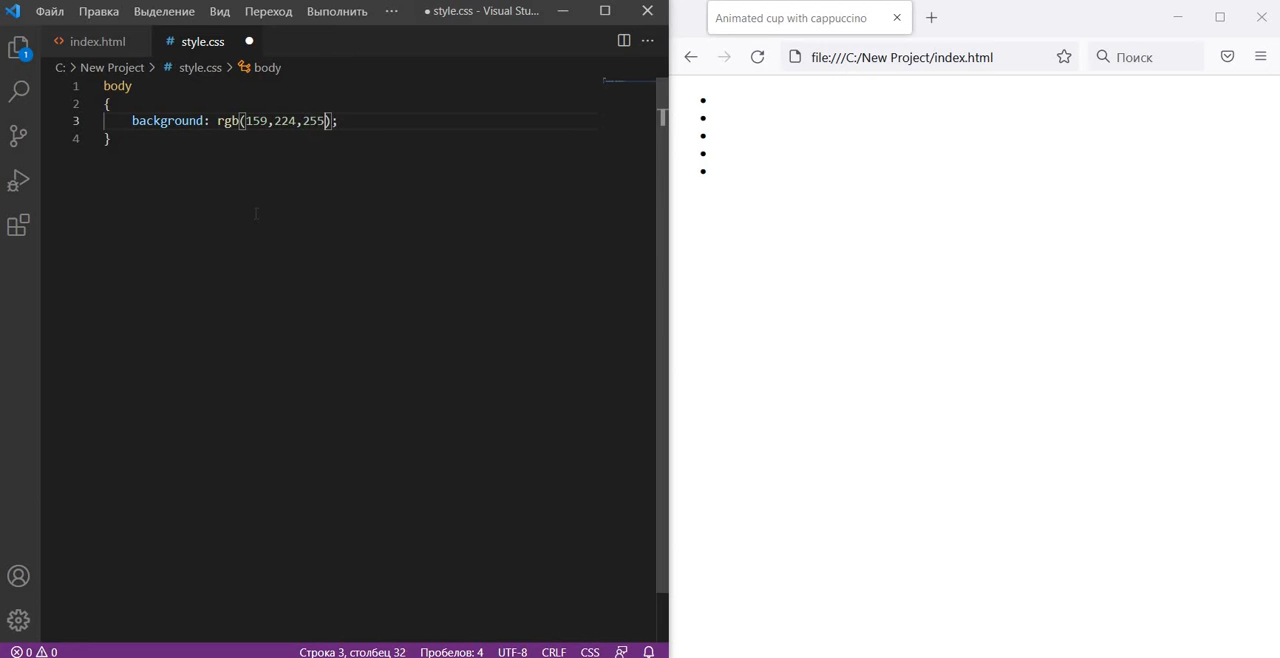 Файл Правка Выделение Вид Переход Выполнить ··· ● style.css - Visual Stu...
Animated cup with cappuccino
index.html # style.css
file:///C:/New Project/index.html
Поиск
C: > New Project > # style.css > body
1 body
2 {
3 background: rgb(159,224,255);
4 }
1
0 0 Строка 3, столбец 32 Пробелов: 4 UTF-8 CRLF CSS